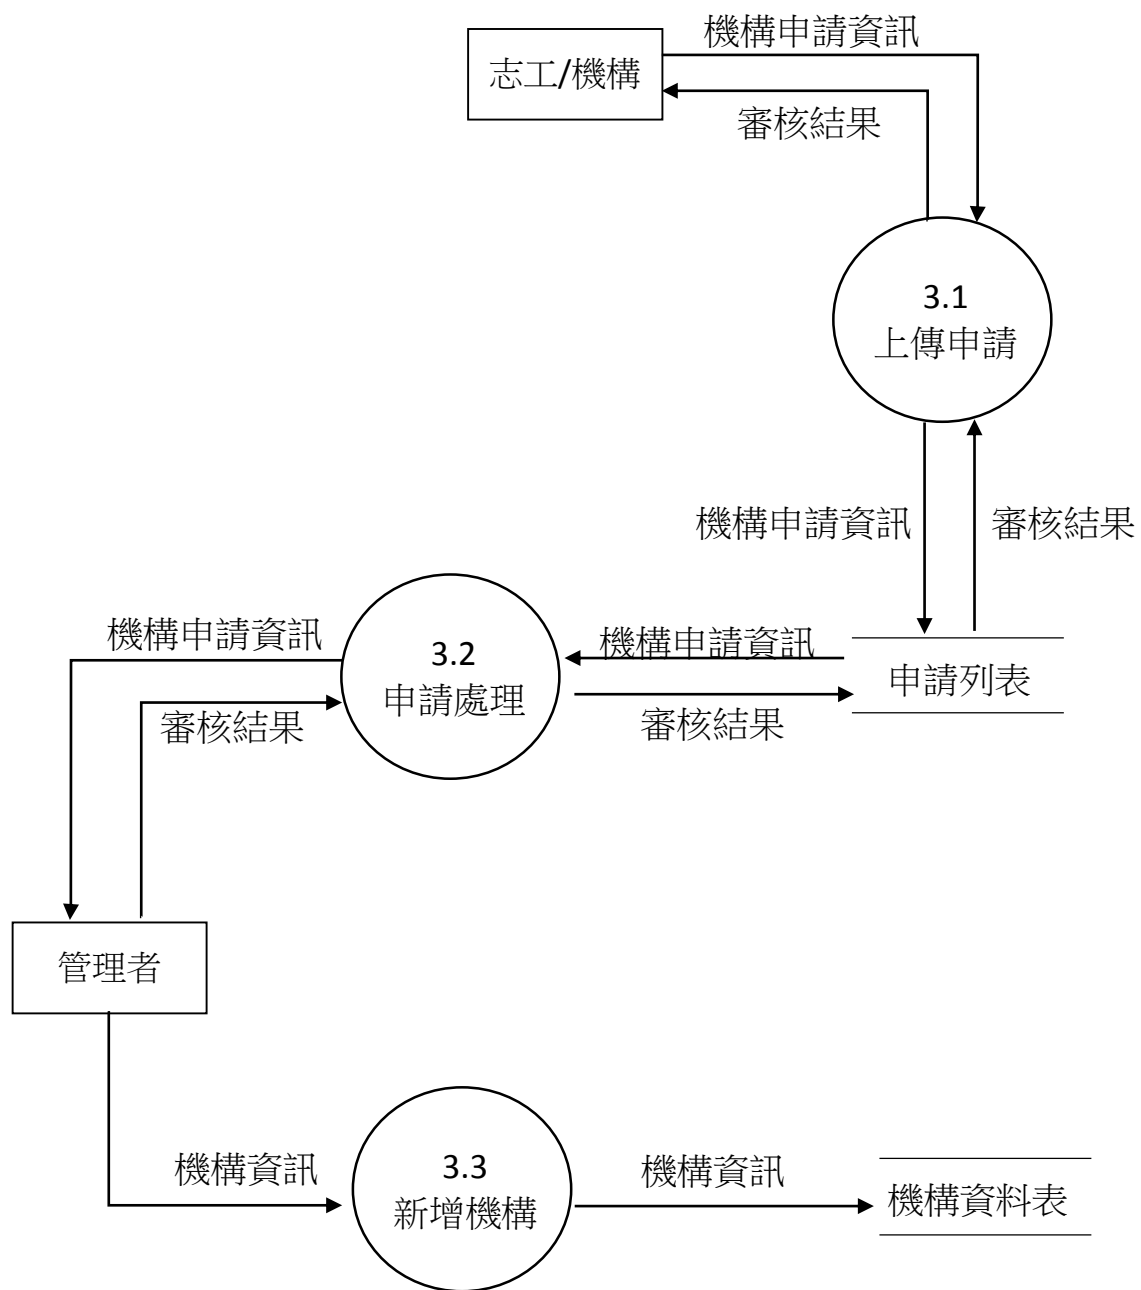 機構申請資訊
志工/機構
審核結果
3.1
上傳申請
機構申請資訊
審核結果
機構申請資訊
3.2
申請處理
機構申請資訊
申請列表
審核結果
審核結果
管理者
機構資訊
3.3
新增機構
機構資訊
機構資料表